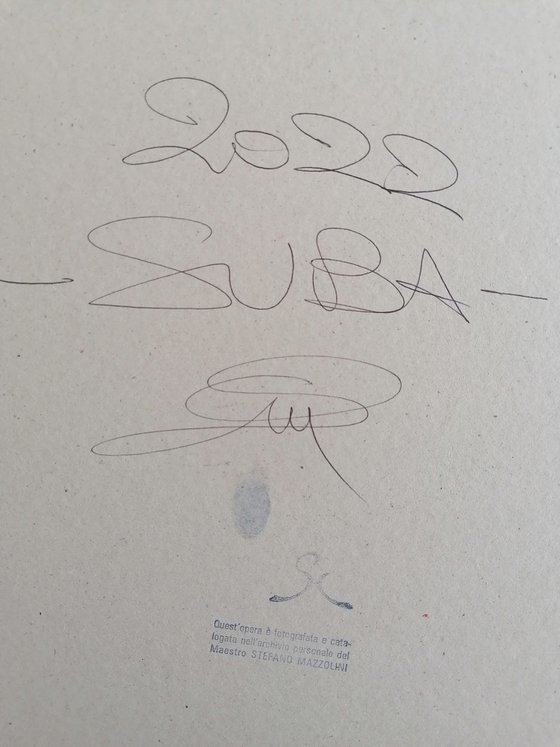 2022
- SUBA -
Quest'opera è fotografata e cata-
logata nell'archivio personale del
Maestro STEFANO MAZZOLINI